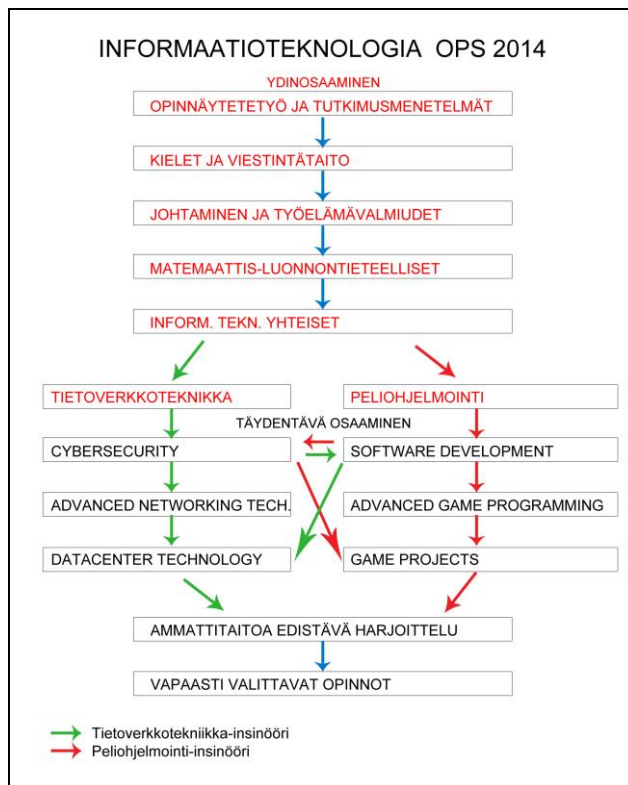 INFORMAATIOTEKNOLOGIA OPS 2014
YDINOSAAMINEN
OPINNÄYTETETYÖ JA TUTKIMUSMENETELMÄT
KIELET JA VIESTINTÄTAITO
JOHTAMINEN JA TYÖELÄMÄVALMIUDET
MATEMAATTIS-LUONNONTIETEELLISET
INFORM. TEKN. YHTEISET
TIETOVERKKOTEKNIKKA
PELIOHJELMOINTI
TÄYDENTÄVÄ OSAAMINEN
CYBERSECURITY
SOFTWARE DEVELOPMENT
ADVANCED NETWORKING TECH.
ADVANCED GAME PROGRAMMING
DATACENTER TECHNOLOGY
GAME PROJECTS
AMMATTITAITOA EDISTÄVÄ HARJOITTELU
VAPAASTI VALITTAVAT OPINNOT
Tietoverkkotekniikka-insinööri
Peliohjelmointi-insinööri